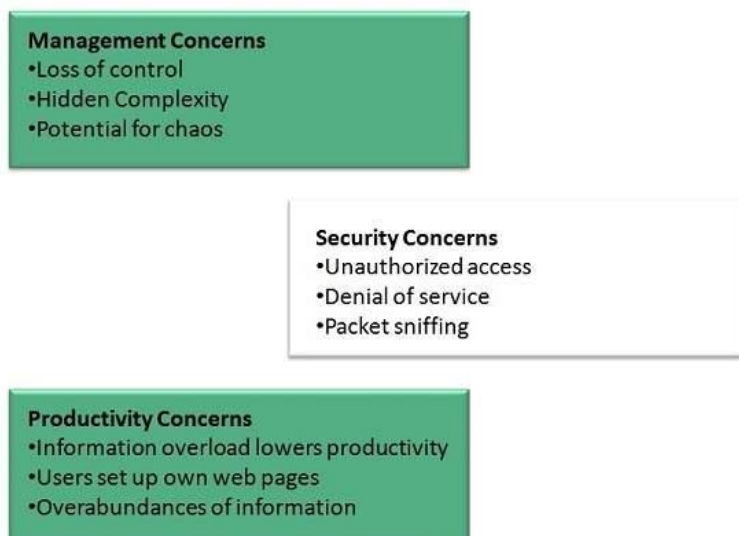 Management Concerns
•Loss of control
•Hidden Complexity
•Potential for chaos
Security Concerns
•Unauthorized access
•Denial of service
•Packet sniffing
Productivity Concerns
•Information overload lowers productivity
•Users set up own web pages
•Overabundances of information